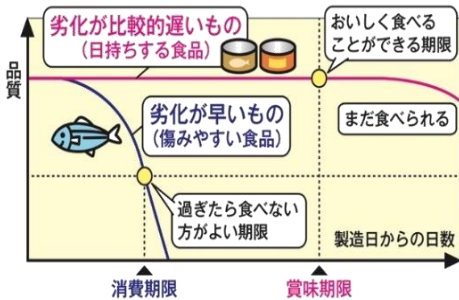 劣化が比較的遅いもの
（日持ちする食品）
おいしく食べる
ことができる期限
品質
劣化が早いもの
（傷みやすい食品）
まだ食べられる
過ぎたら食べない
方がよい期限
製造日からの日数
消費期限
賞味期限